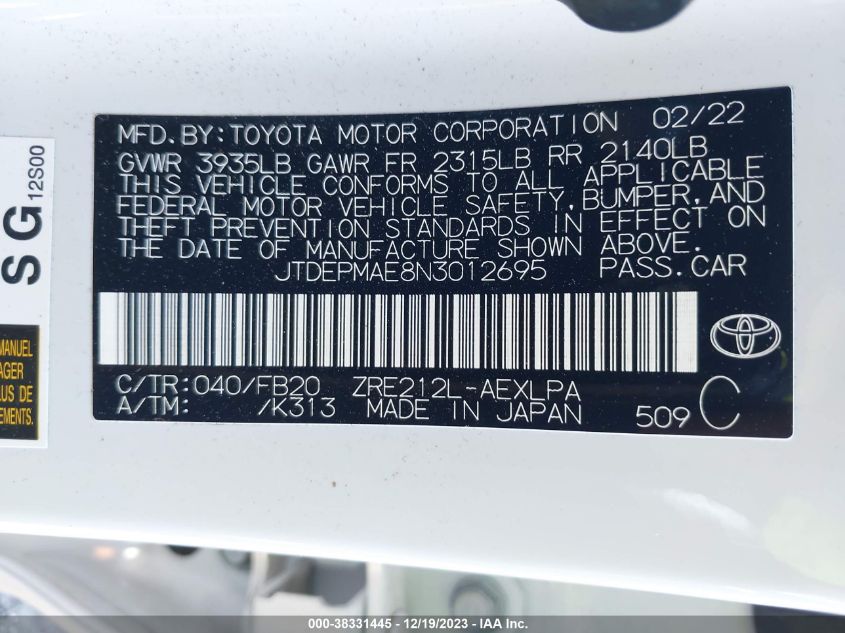 MFD.BY:TOYOTA MOTOR CORPORATION 02/22
GVWR 3935LB GAWR FR 2315LB RR 2140LB
THIS VEHICLE CONFORMS TO ALL APPLICABLE
FEDERAL MOTOR VEHICLE SAFETY,BUMPER,AND
THEFT PREVENTION STANDARDS IN EFFECT ON
THE DATE OF MANUFACTURE SHOWN ABOVE.
JTDEPMAE8N3012695 PASS.CAR
C/TR:040/FB20 ZRE212L-AEXLPA
A/TM: /K313 MADE IN JAPAN 509 C
SG
12S00
MANUEL
AGER
LUS DE
EMENTS.
000-38331445 - 12/19/2023 - IAA Inc.